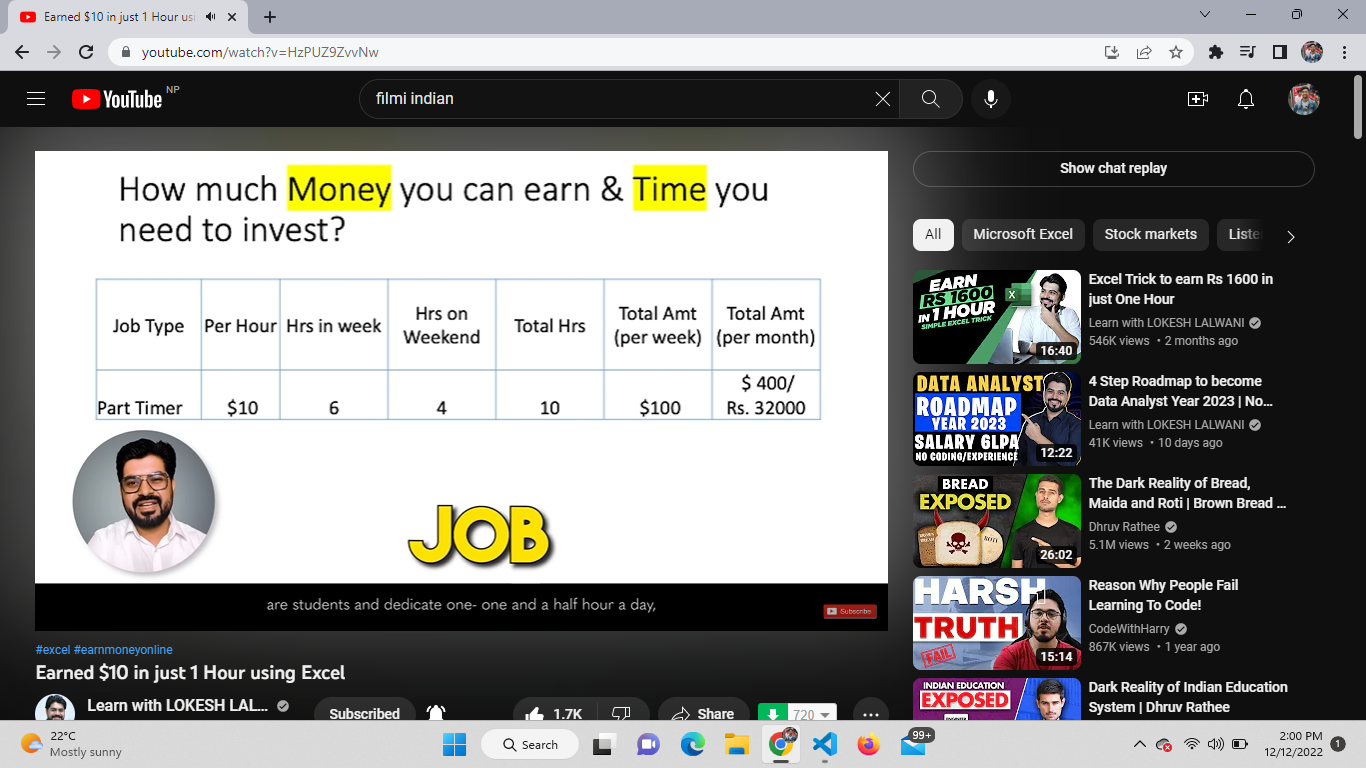 Earned $10 in just 1 Hour usi
youtube.com/watch?v=HzPUZ9ZvvNw
YouTube NP
filmi indian
How much Money you can earn & Time you
need to invest?
Job Type Per Hour Hrs in week Hrs on Weekend Total Hrs Total Amt (per week) Total Amt (per month)
Part Timer $10 6 4 10 $100 $ 400/ Rs. 32000
JOB
are students and dedicate one- one and a half hour a day,
Subscribe
#excel #earnmoneyonline
Earned $10 in just 1 Hour using Excel
Learn with LOKESH LAL...
Subscribed
1.7K
Share
720
Show chat replay
All Microsoft Excel Stock markets Liste
EARN
RS 1600
IN 1 HOUR
SIMPLE EXCEL TRICK
16:40
Excel Trick to earn Rs 1600 in
just One Hour
Learn with LOKESH LALWANI
546K views • 2 months ago
DATA ANALYST
ROADMAP
YEAR 2023
SALARY 6LPA
NO CODING/EXPERIENCE
12:22
4 Step Roadmap to become
Data Analyst Year 2023 | No...
Learn with LOKESH LALWANI
41K views • 10 days ago
BREAD
EXPOSED
BROWN BREAD
ROTI
26:02
The Dark Reality of Bread,
Maida and Roti | Brown Bread ...
Dhruv Rathee
5.1M views • 2 weeks ago
HARSH
TRUTH
FAIL
15:14
Reason Why People Fail
Learning To Code!
CodeWithHarry
867K views • 1 year ago
INDIAN EDUCATION
EXPOSED
ENGINEER
Dark Reality of Indian Education
System | Dhruv Rathee
22°C
Mostly sunny
Search
99+
2:00 PM
12/12/2022
1